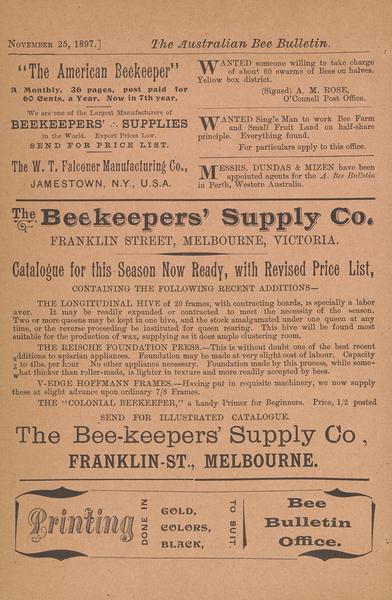 NOVEMBER 25, 1897.] The Australian Bee Bulletin.
"The American Beekeeper"
A Monthly, 36 pages, post paid for
60 Cents. a Year. Now in 7th year.
We are one of the Largest Manufacturers of
BEEKEEPERS' ∴ SUPPLIES
in the World. Export Prices Low.
SEND FOR PRICE LIST.
The W. T. Falconer Manufacturing Co.,
JAMESTOWN, N.Y., U.S.A.
WANTED someone willing to take charge
of about 60 swarms of Bees on halves.
Yellow box district.
(Signed) A. M. ROSE,
O'Connell Post Office.
WANTED Single Man to work Bee Farm
and Small Fruit Land on half-share
principle. Everything found.
For particulars apply to this office.
MESSRS. DUNDAS & MIZEN have been
appointed agents for the A. Bee Bulletin
in Perth, Western Australia.
The Beekeepers' Supply Co.
FRANKLIN STREET, MELBOURNE, VICTORIA.
Catalogue for this Season Now Ready, with Revised Price List,
CONTAINING THE FOLLOWING RECENT ADDITIONS—
THE LONGITUDINAL HIVE of 20 frames, with contracting boards, is specially a labor
aver. It may be readily expanded or contracted to meet the necessity of the season.
Two or more queens may be kept in one hive, and the stock amalgamated under one queen at any
time, or the reverse proceeding be instituted for queen rearing. This hive will be found most
suitable for the production of wax, supplying as it does ample clustering room.
THE REISCHE FOUNDATION PRESS.—This is without doubt one of the best recent
dditions to apiarian appliances. Foundation may be made at very slight cost of labour. Capacity
to 4lbs. per hour No other appliance necessary. Foundation made by this process, while some-
what thicker than roller-made, is lighter in texture and more readily accepted by bees.
V-EDGE HOFFMANN FRAMES.—Having put in requisite machinery, we now supply
these at slight advance upon ordinary 7/8 Frames.
THE "COLONIAL BEEKEEPER," a handy Primer for Beginners. Price, 1/2 posted
SEND FOR ILLUSTRATED CATALOGUE.
The Bee-keepers' Supply Co,
FRANKLIN-ST., MELBOURNE.
Printing
DONE IN
GOLD,
COLORS,
BLACK,
TO SUIT.
Bee
Bulletin
Office.